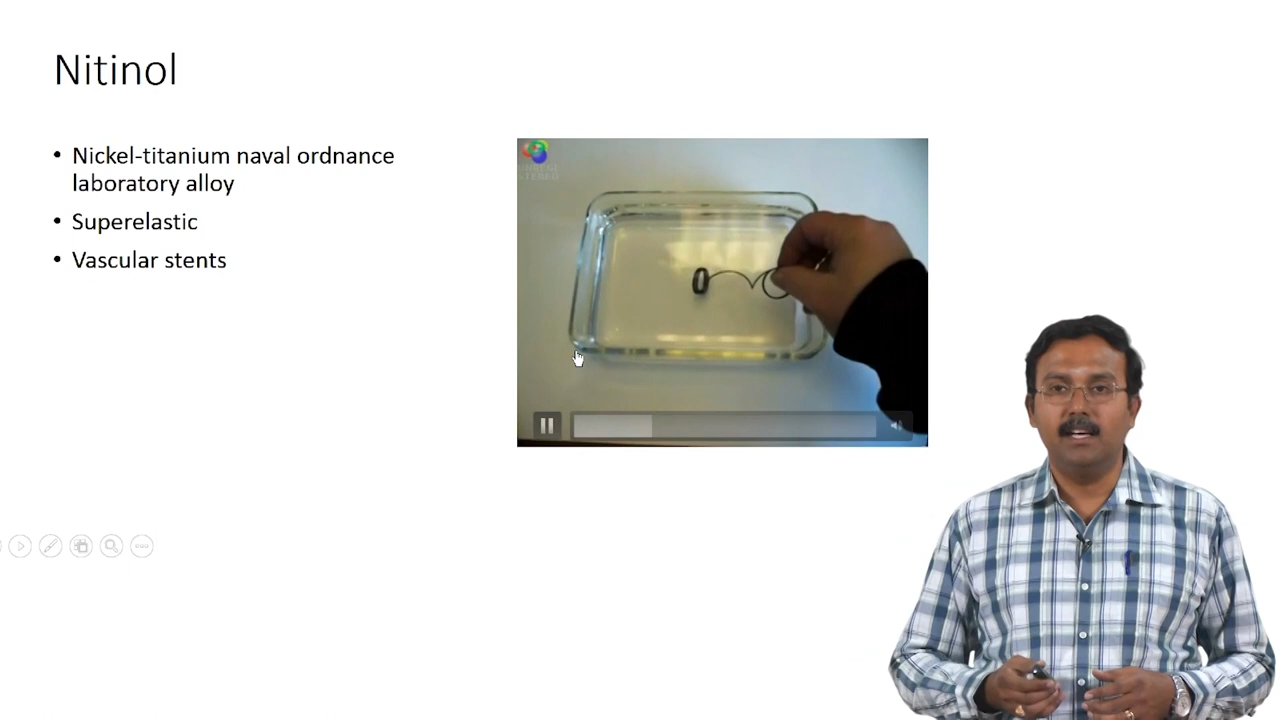 Nitinol
• Nickel-titanium naval ordnance
laboratory alloy
• Superelastic
• Vascular stents